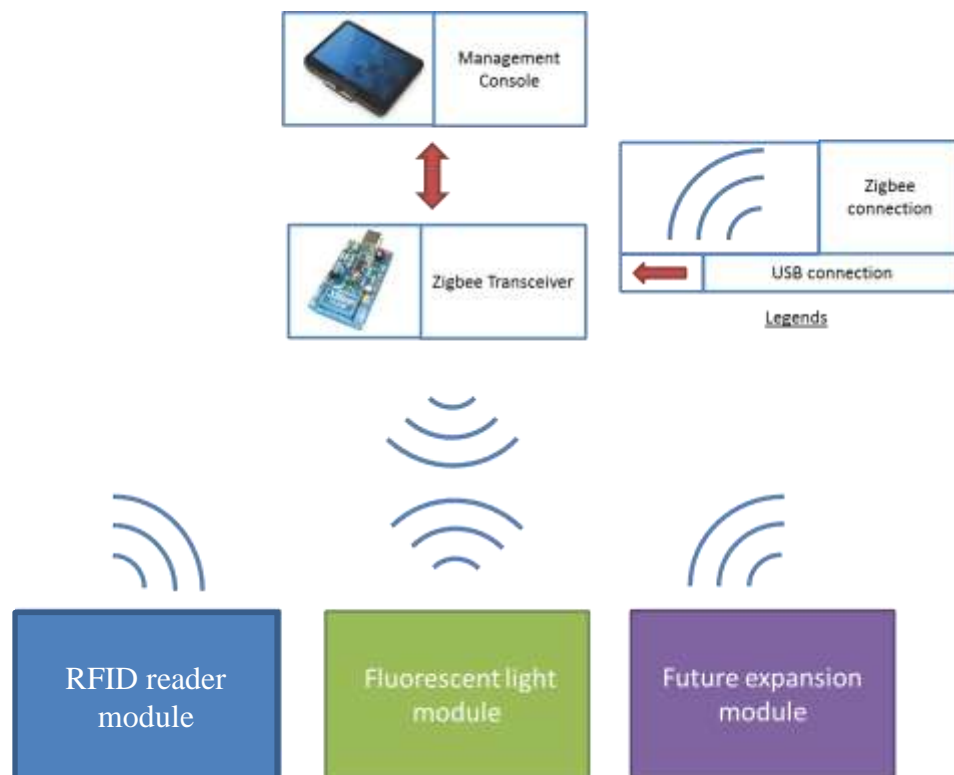 Management
Console
Zigbee
connection
Zigbee Transceiver
USB connection
Legends
RFID reader
module
Fluorescent light
module
Future expansion
module